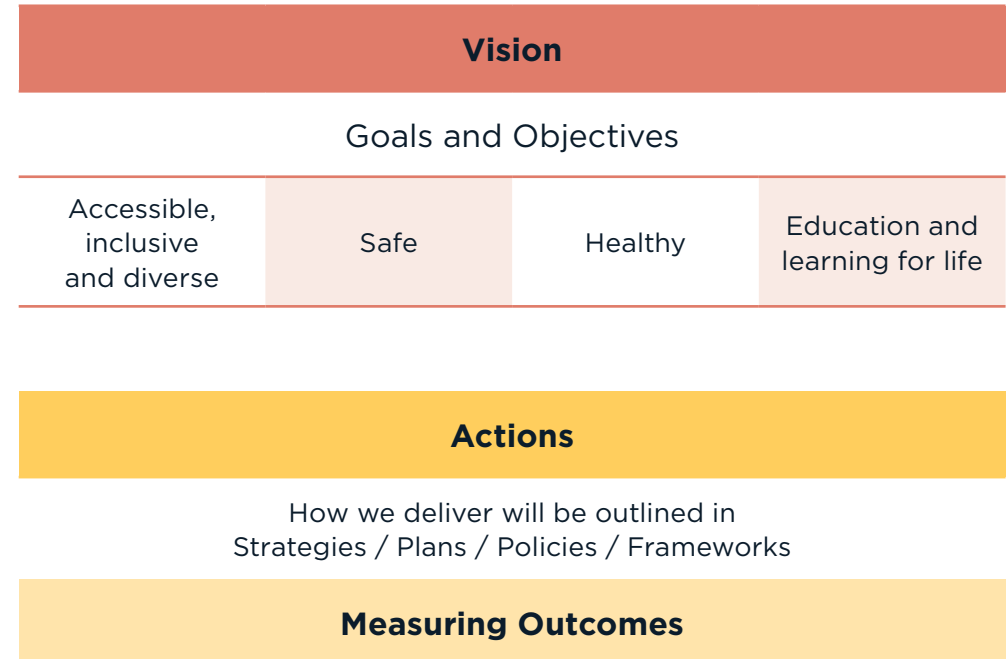 Vision
Goals and Objectives
Accessible,
inclusive
and diverse
Safe
Healthy
Education and
learning for life
Actions
How we deliver will be outlined in
Strategies / Plans / Policies / Frameworks
Measuring Outcomes